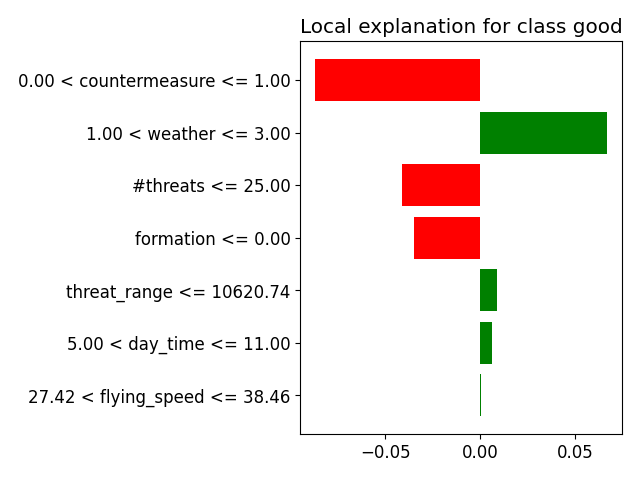 Local explanation for class good
0.00 < countermeasure <= 1.00
1.00 < weather <= 3.00
#threats <= 25.00
formation <= 0.00
threat_range <= 10620.74
5.00 < day_time <= 11.00
27.42 < flying_speed <= 38.46
−0.05 0.00 0.05